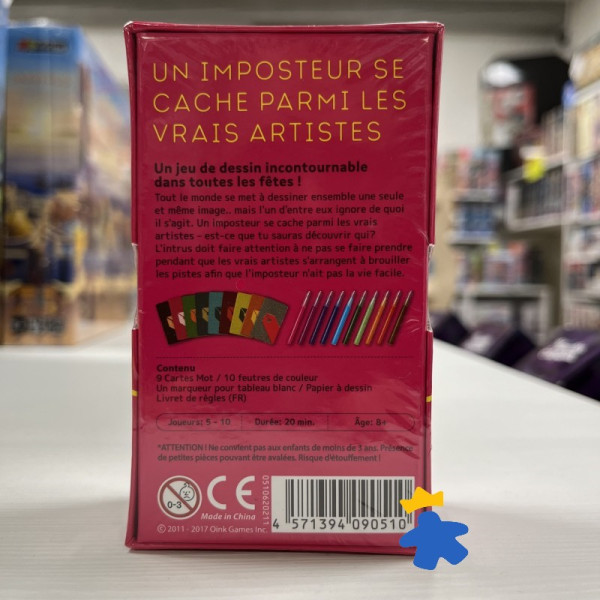 UN IMPOSTEUR SE
CACHE PARMI LES
VRAIS ARTISTES
Un jeu de dessin incontournable
dans toutes les fêtes !
Tout le monde se met à dessiner ensemble une seule
et même image.. mais l'un d'entre eux ignore de quoi
il s'agit. Un imposteur se cache parmi les vrais
artistes - est-ce que tu sauras découvrir qui?
L'intrus doit faire attention à ne pas se faire prendre
pendant que les vrais artistes s'arrangent à brouiller
les pistes afin que l'imposteur n'ait pas la vie facile.
Contenu
9 Cartes Mot / 10 feutres de couleur
Un marqueur pour tableau blanc / Papier à dessin
Livret de règles (FR)
Joueurs: 5 - 10 Durée: 20 min. Âge: 8+
*ATTENTION ! Ne convient pas aux enfants de moins de 3 ans. Présence
de petites pièces pouvant être avalées. Risque d'étouffement !
0-3
CE
Made in China
0510620211
4 571394 090510
© 2011 - 2017 Oink Games Inc.